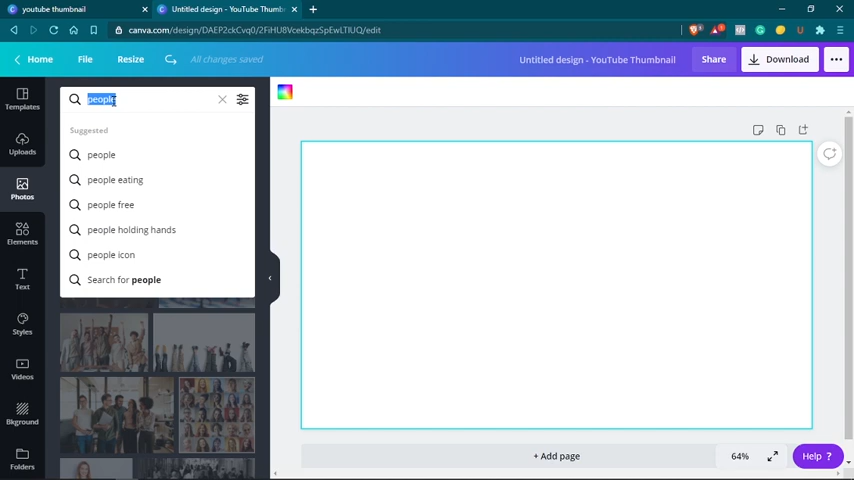 youtube thumbnail
Untitled design - YouTube Thumbn
canva.com/design/DAEP2ckCvq0/2FiHU8VcekbqzSpEwLTIUQ/edit
Home
File
Resize
All changes saved
Untitled design - YouTube Thumbnail
Share
Download
Templates
Uploads
Photos
Elements
Text
Styles
Videos
Bkground
Folders
people
Suggested
people
people eating
people free
people holding hands
people icon
Search for people
+ Add page
64%
Help ?